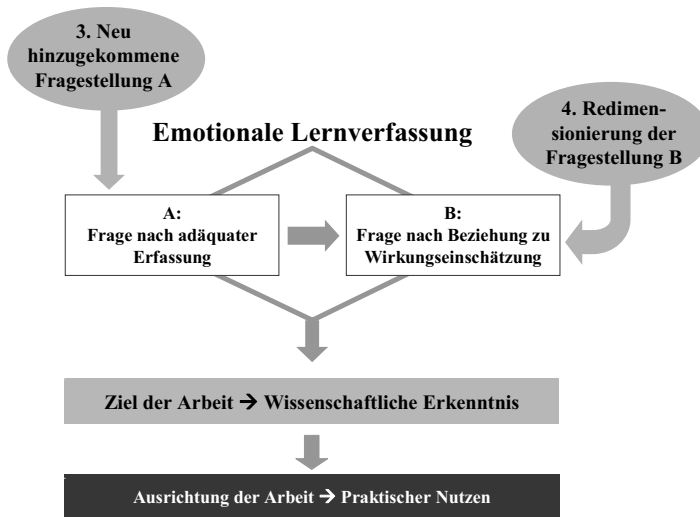 3. Neu
hinzugekommene
Fragestellung A
4. Redimen-
sionierung der
Fragestellung B
Emotionale Lernverfassung
A:
Frage nach adäquater
Erfassung
B:
Frage nach Beziehung zu
Wirkungseinschätzung
Ziel der Arbeit → Wissenschaftliche Erkenntnis
Ausrichtung der Arbeit → Praktischer Nutzen